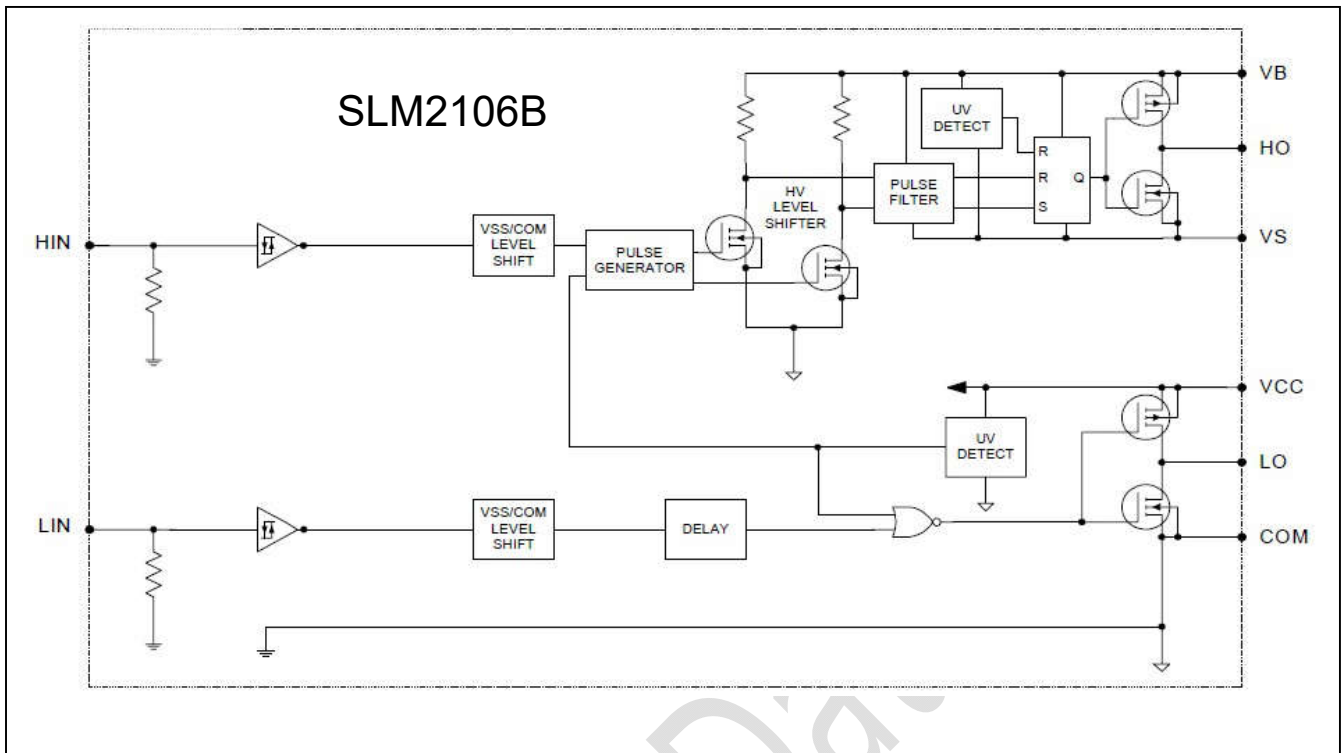 SLM2106B
VB
UV
DETECT
R
HO
R
Q
PULSE
FILTER
HV
LEVEL
SHIFTER
S
HIN
VSS/COM
LEVEL
SHIFT
PULSE
GENERATOR
VS
VCC
UV
DETECT
LO
LIN
VSS/COM
LEVEL
SHIFT
DELAY
COM